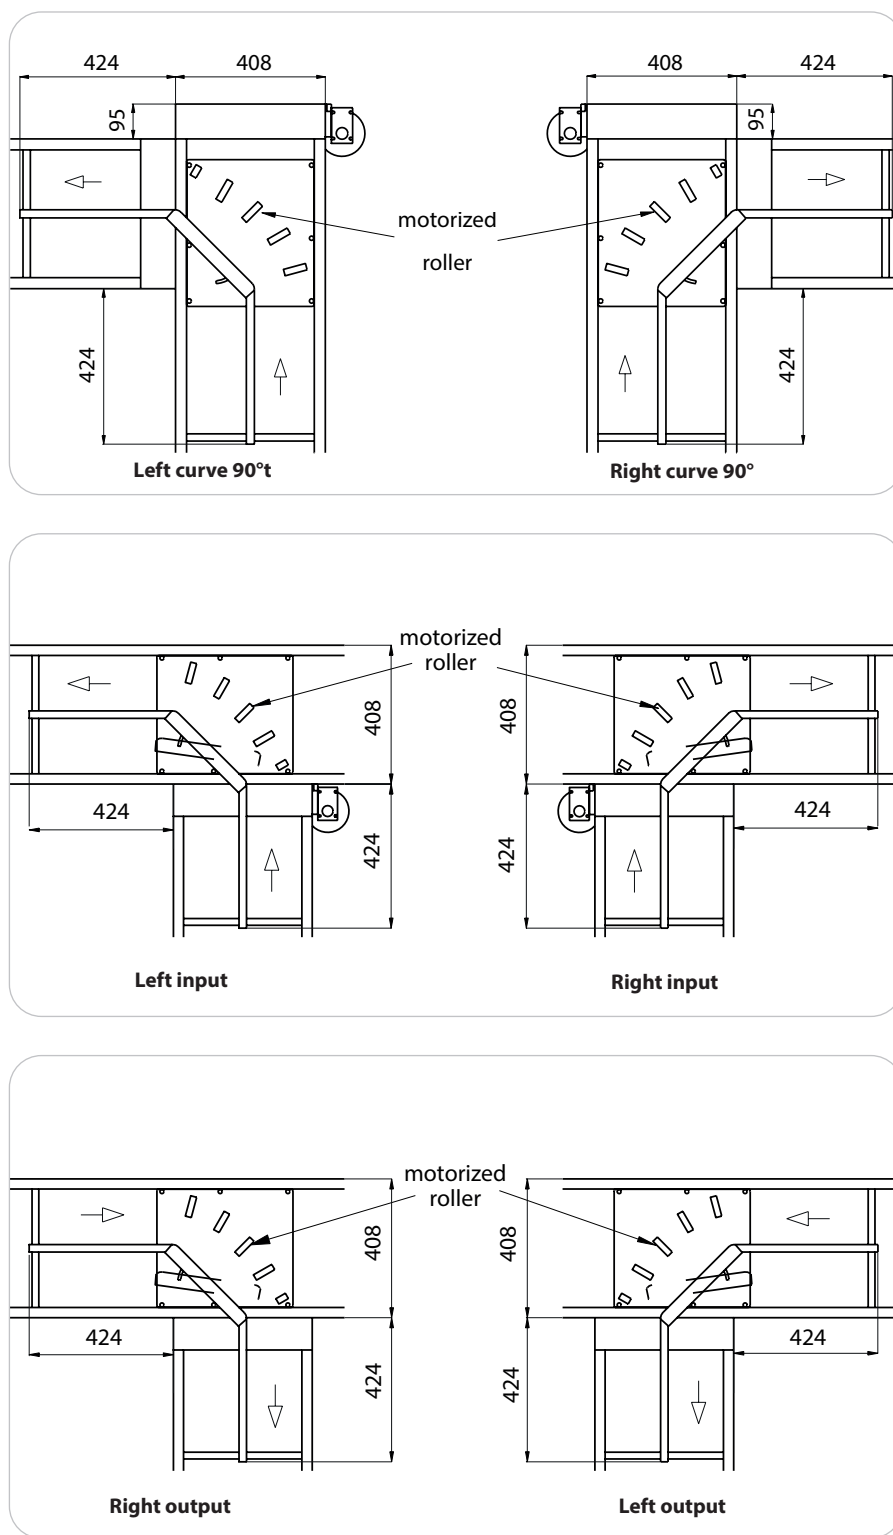 424
408
408
424
95
95
motorized
roller
424
424
Left curve 90°t
Right curve 90°
motorized
roller
408
408
424
424
424
424
Left input
Right input
motorized
roller
408
408
424
424
424
424
Right output
Left output